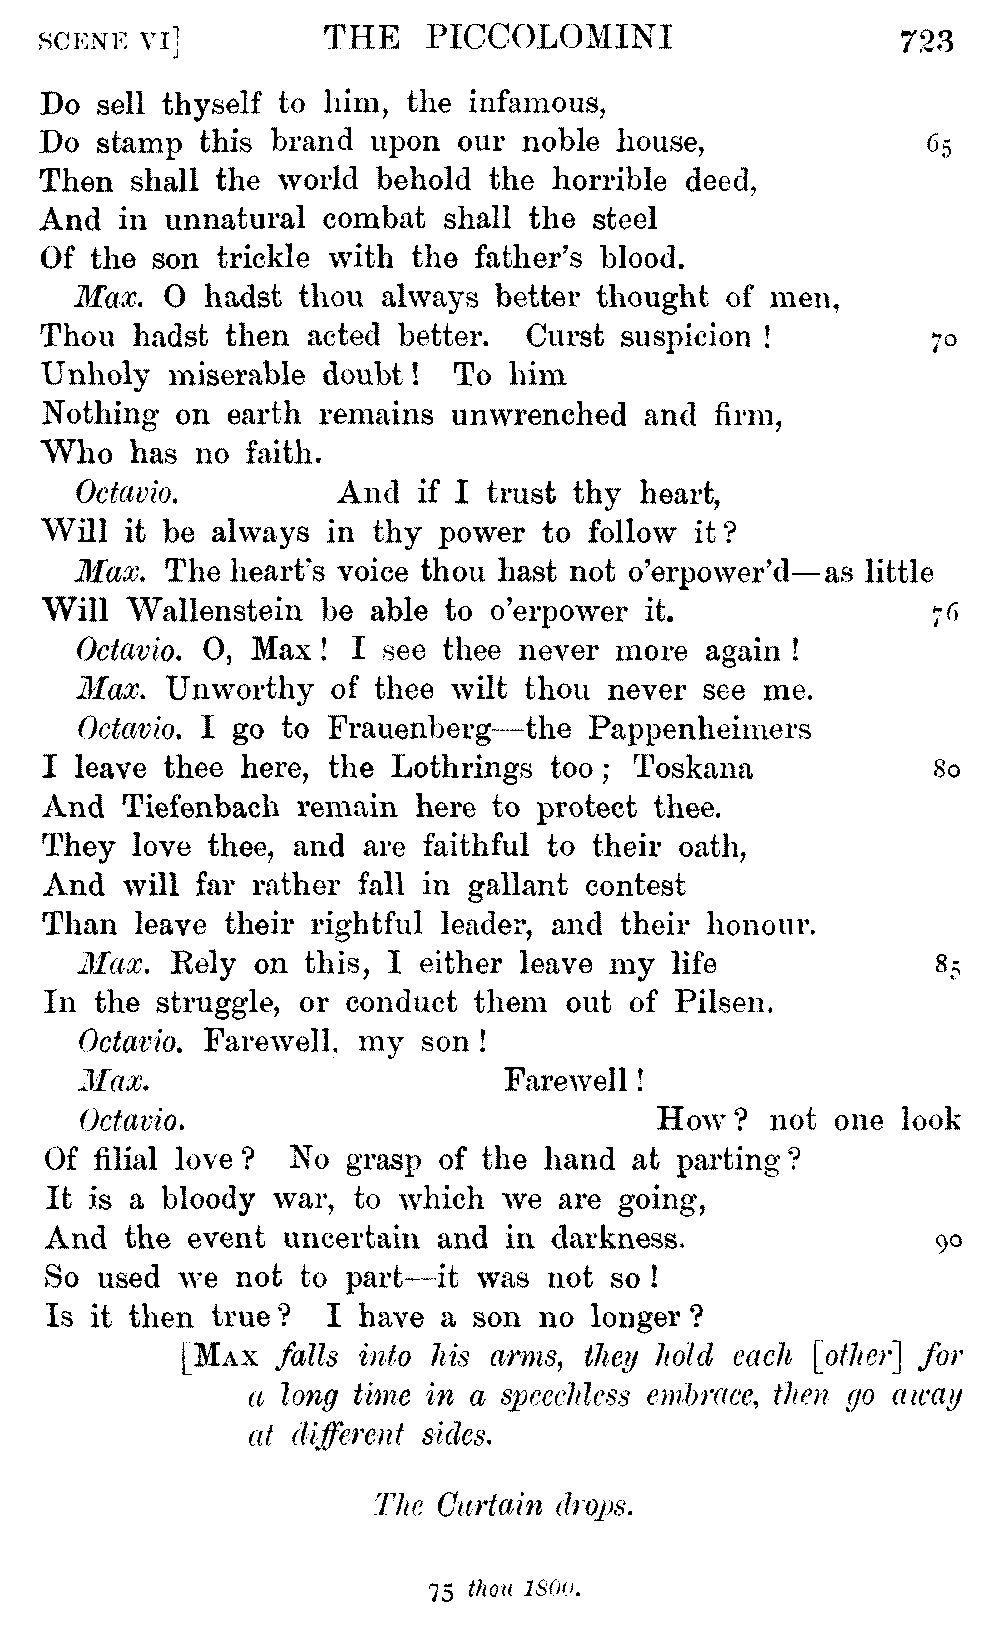 SCENE VI] THE PICCOLOMINI 723
Do sell thyself to him, the infamous,
Do stamp this brand upon our noble house, 65
Then shall the world behold the horrible deed,
And in unnatural combat shall the steel
Of the son trickle with the father's blood.
Max. O hadst thou always better thought of men,
Thou hadst then acted better. Curst suspicion! 70
Unholy miserable doubt! To him
Nothing on earth remains unwrenched and firm,
Who has no faith.
Octavio. And if I trust thy heart,
Will it be always in thy power to follow it?
Max. The heart's voice thou hast not o'erpower'd—as little
Will Wallenstein be able to o'erpower it. 76
Octavio. O, Max! I see thee never more again!
Max. Unworthy of thee wilt thou never see me.
Octavio. I go to Frauenberg—the Pappenheimers
I leave thee here, the Lothrings too; Toskana 80
And Tiefenbach remain here to protect thee.
They love thee, and are faithful to their oath,
And will far rather fall in gallant contest
Than leave their rightful leader, and their honour.
Max. Rely on this, I either leave my life 85
In the struggle, or conduct them out of Pilsen.
Octavio. Farewell, my son!
Max. Farewell!
Octavio. How? not one look
Of filial love? No grasp of the hand at parting?
It is a bloody war, to which we are going,
And the event uncertain and in darkness. 90
So used we not to part—it was not so!
Is it then true? I have a son no longer?
[MAX falls into his arms, they hold each [other] for
a long time in a speechless embrace, then go away
at different sides.
The Curtain drops.
75 thou 1800.